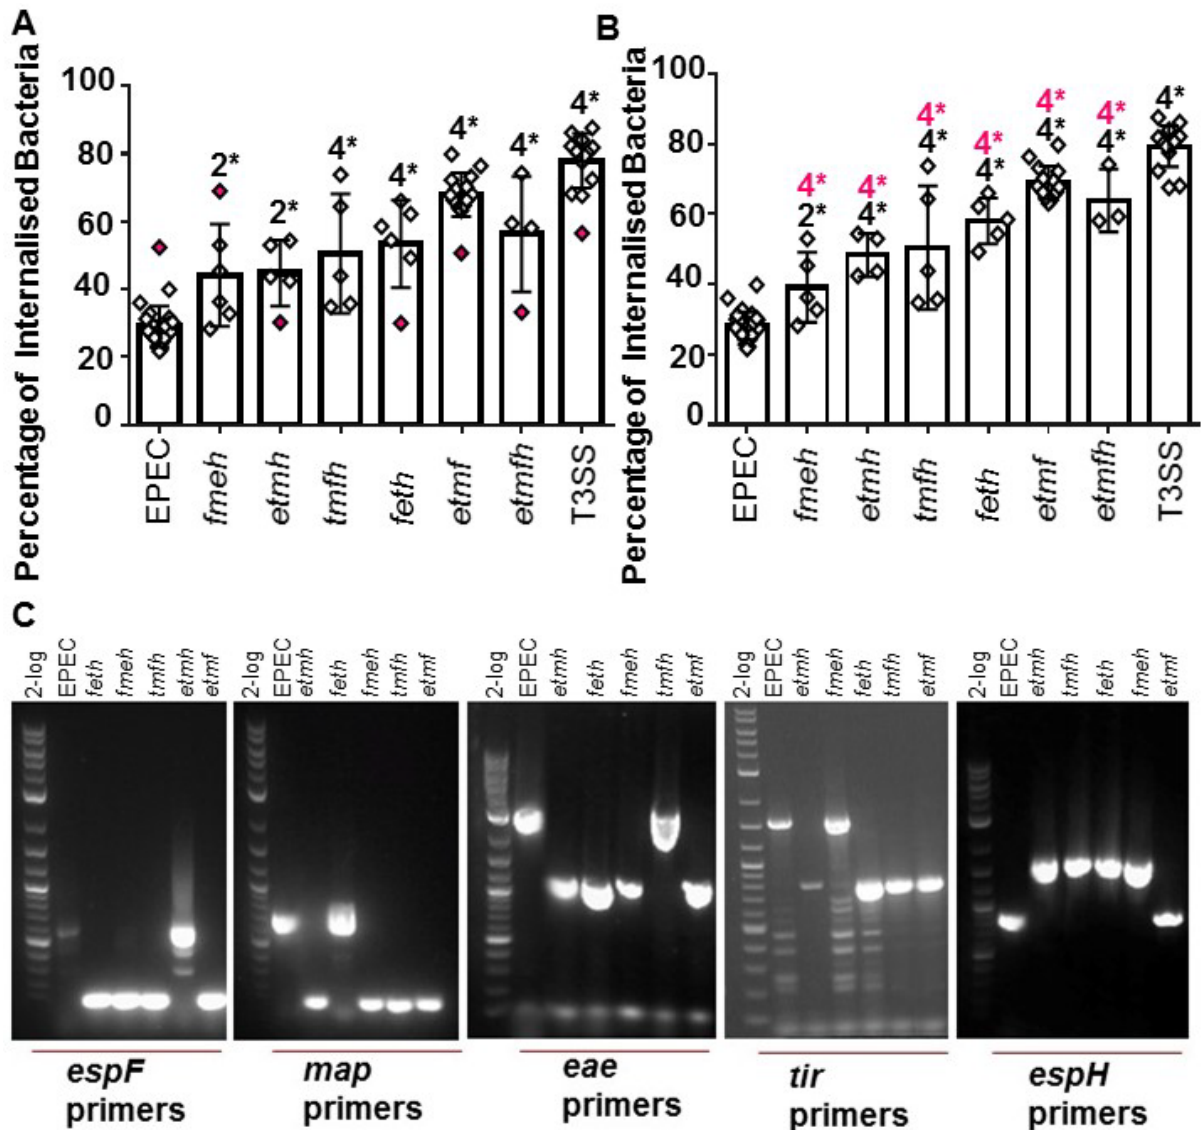 A
Percentage of Internalised Bacteria
100
80
60
40
20
0
2*
2*
4*
4*
4*
4*
4*
EPEC
fmeh
etmh
tmfh
feth
etmf
etmfh
T3SS
B
Percentage of Internalised Bacteria
100
80
60
40
20
0
4*
2*
4*
4*
4*
4*
4*
4*
4*
4*
4*
4*
4*
EPEC
fmeh
etmh
tmfh
feth
etmf
etmfh
T3SS
C
2-log EPEC feth fmeh tmfh etmh etmf
2-log EPEC etmh feth fmeh tmfh etmf
2-log EPEC etmh feth fmeh tmfh etmf
2-log EPEC etmh fmeh feth tmfh etmf
2-log EPEC etmh tmfh feth fmeh etmf
espF
primers
map
primers
eae
primers
tir
primers
espH
primers